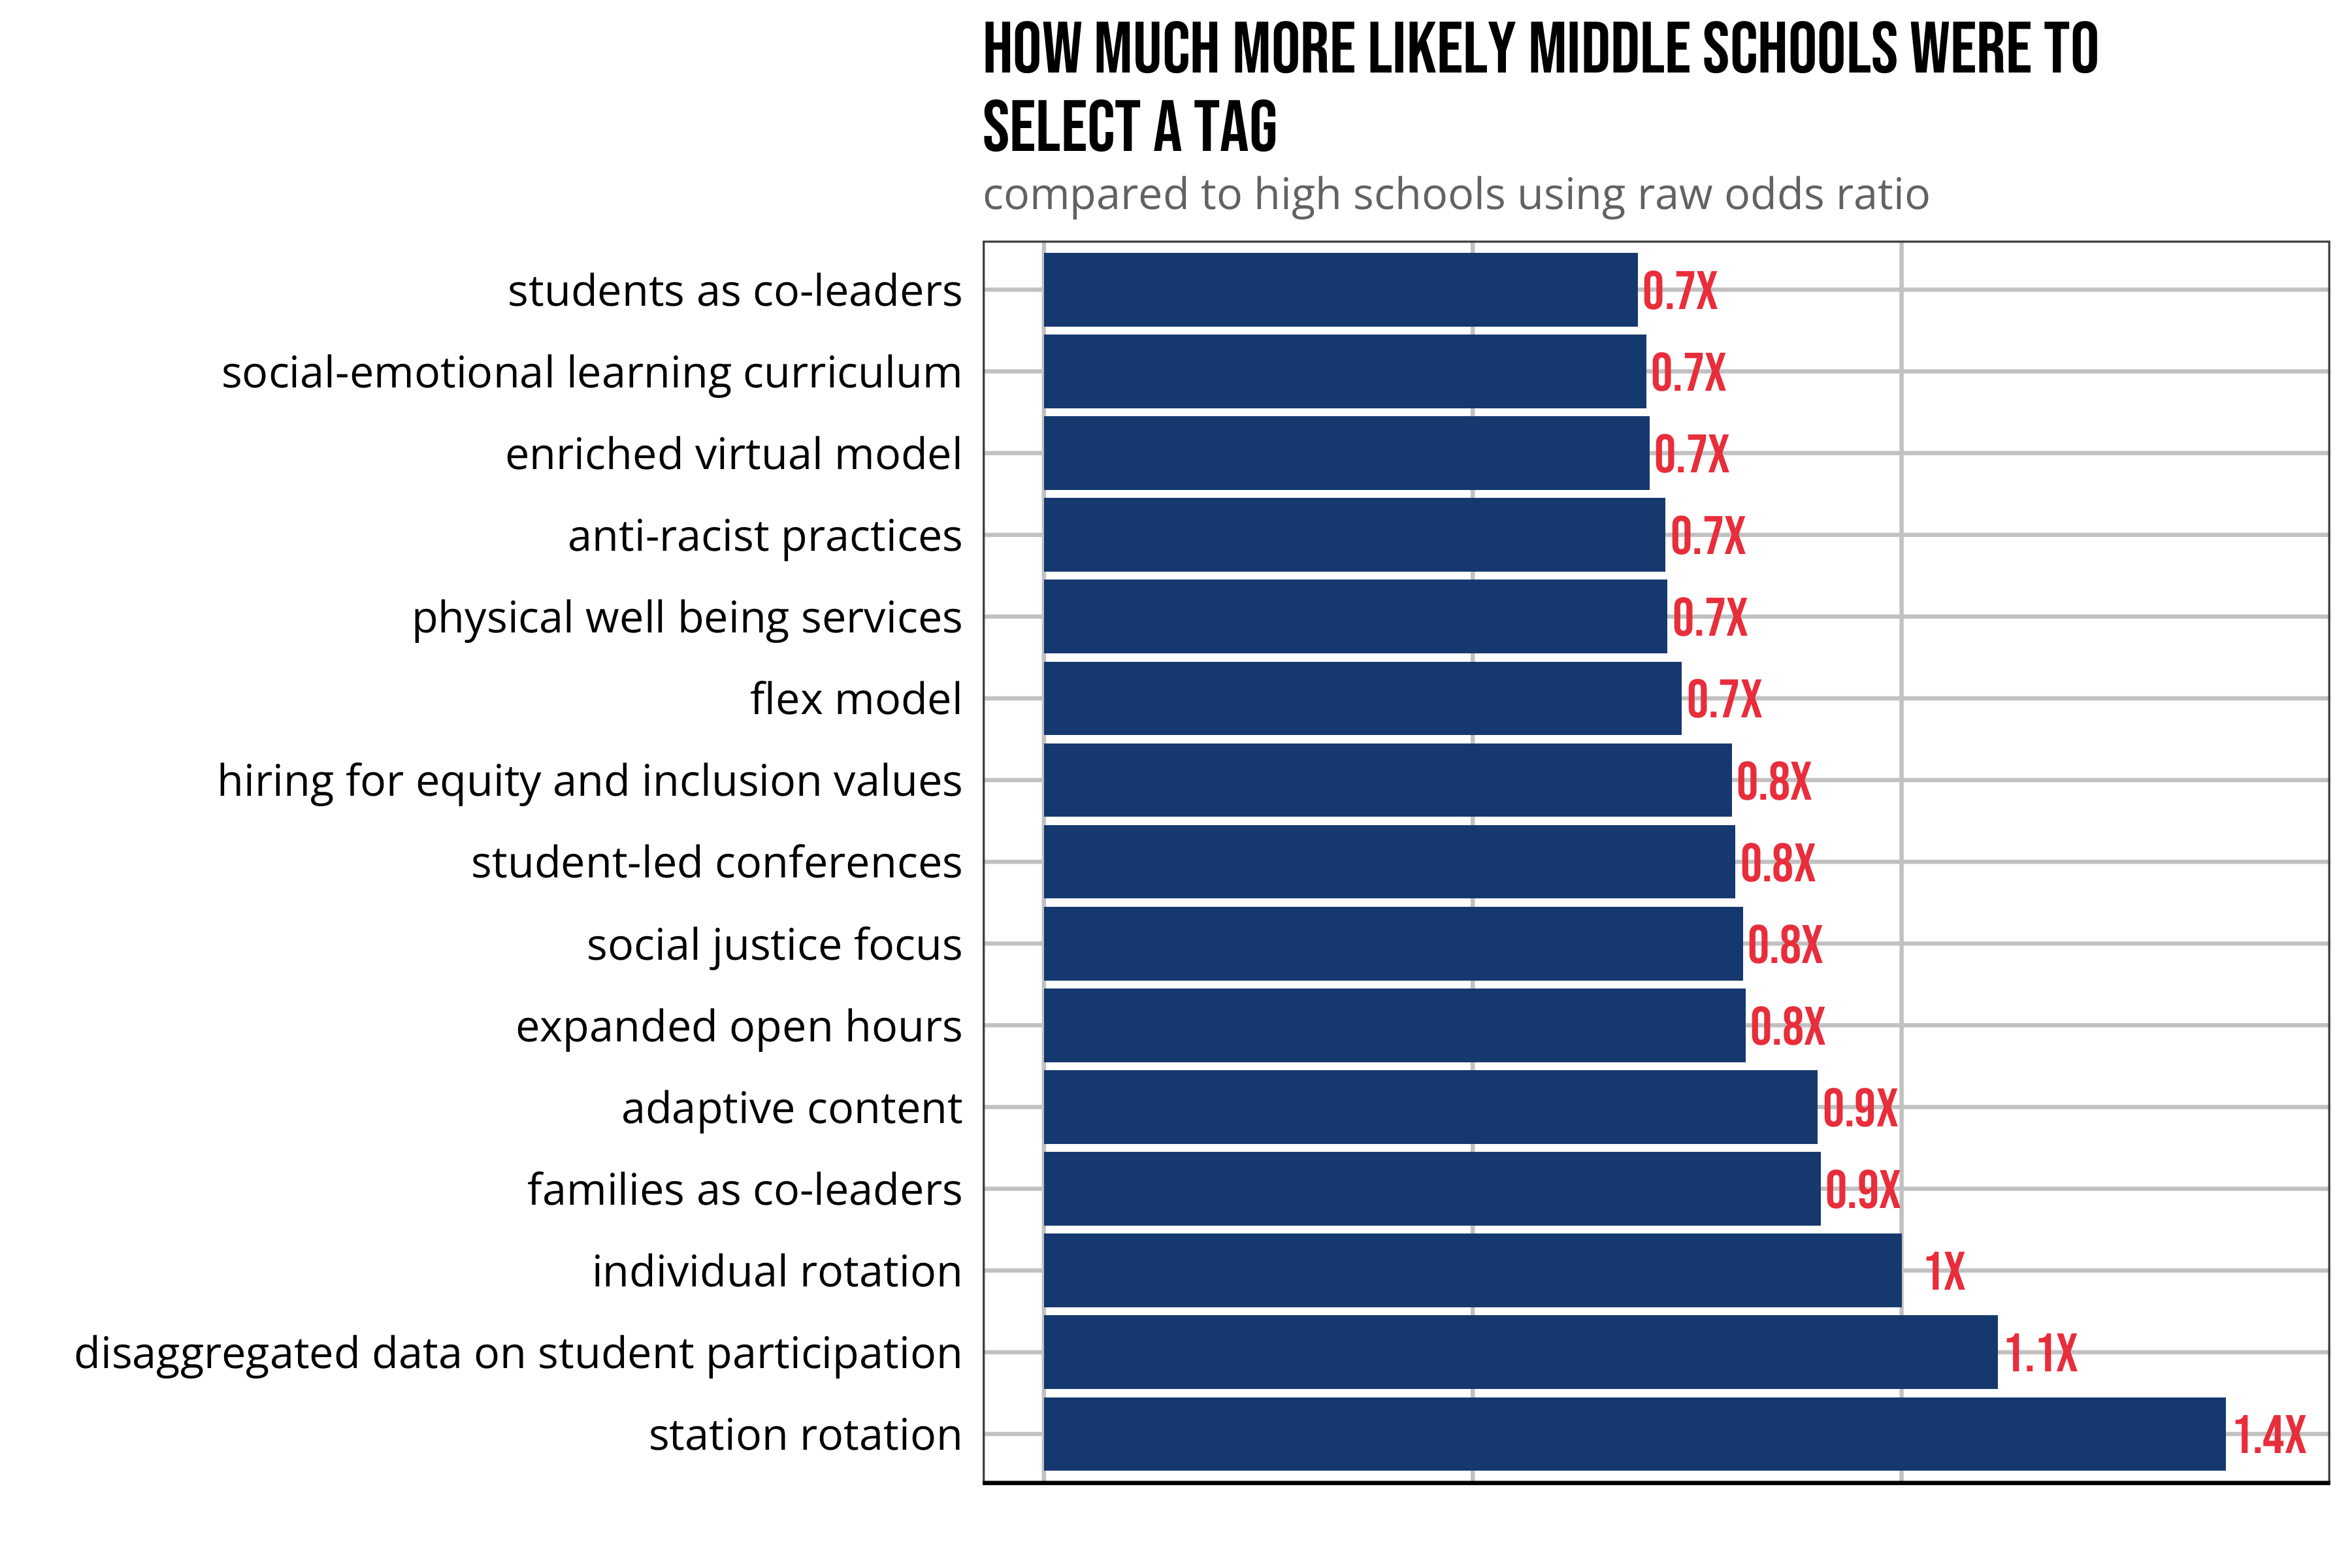 HOW MUCH MORE LIKELY MIDDLE SCHOOLS WERE TO
SELECT A TAG
compared to high schools using raw odds ratio
students as co-leaders 0.7X
social-emotional learning curriculum 0.7X
enriched virtual model 0.7X
anti-racist practices 0.7X
physical well being services 0.7X
flex model 0.7X
hiring for equity and inclusion values 0.8X
student-led conferences 0.8X
social justice focus 0.8X
expanded open hours 0.8X
adaptive content 0.9X
families as co-leaders 0.9X
individual rotation 1X
disaggregated data on student participation 1.1X
station rotation 1.4X